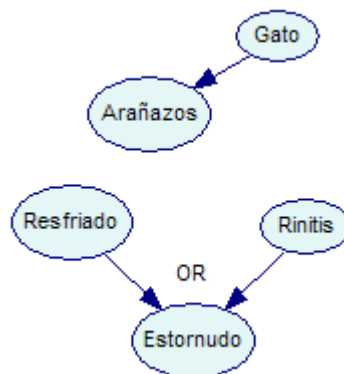 Gato
Arañazos
Resfriado
Rinitis
OR
Estornudo